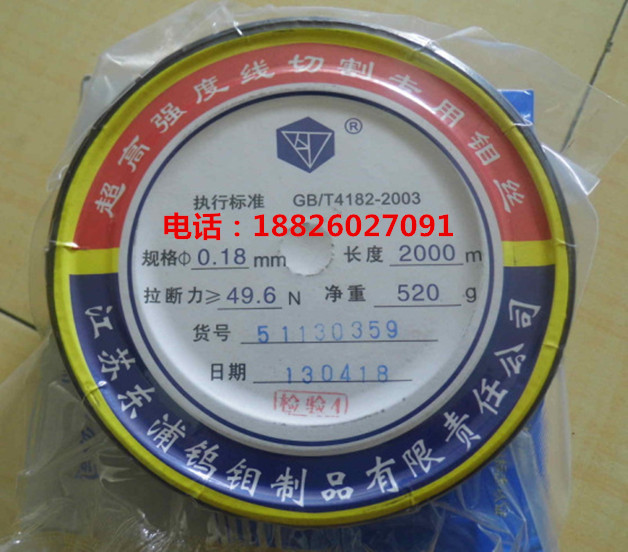 超高强度线切割专用钼丝
®
执行标准 GB/T4182-2003
电话：18826027091
规格Φ 0.18 mm 长度 2000 m
拉断力≥ 49.6 N 净重 520 g
货号 51130359
日期 130418
检验1
江苏东浦钨钼制品有限责任公司